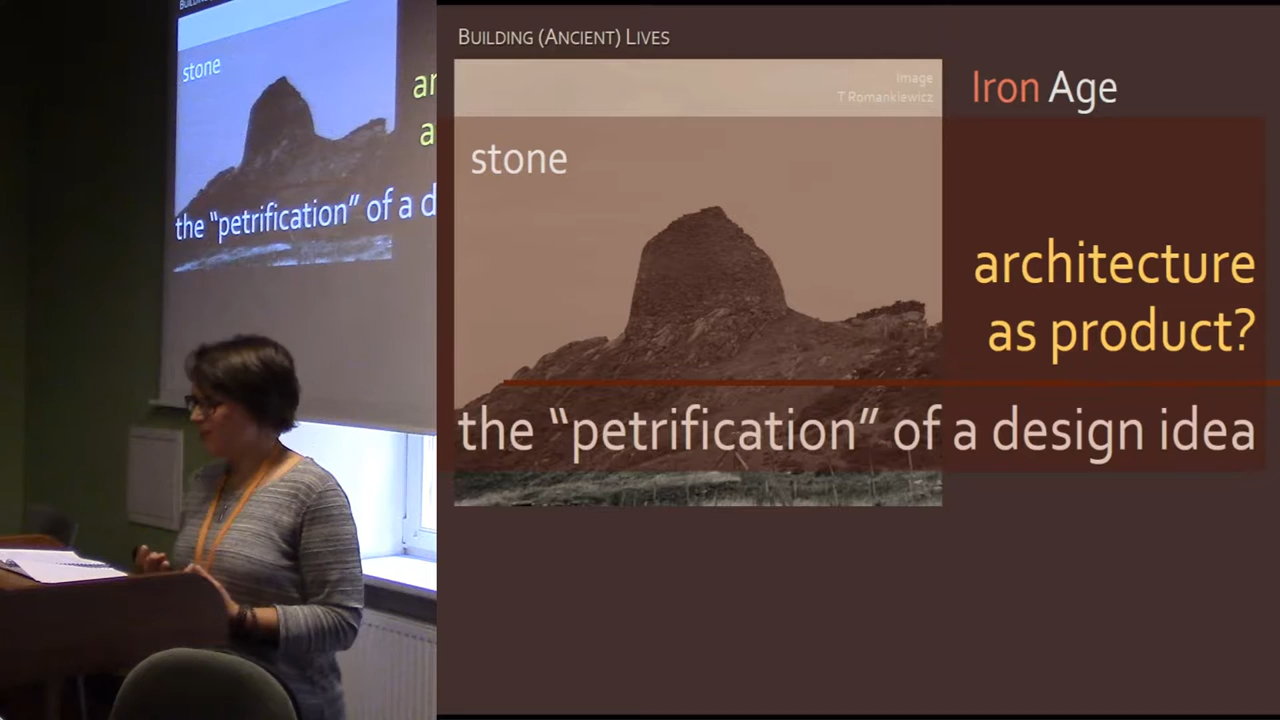 BUILDING (ANCIENT) LIVES
image
T Romankiewicz
Iron Age
stone
architecture
as product?
the “petrification” of a design idea
stone
ar
a
the “petrification” of a d